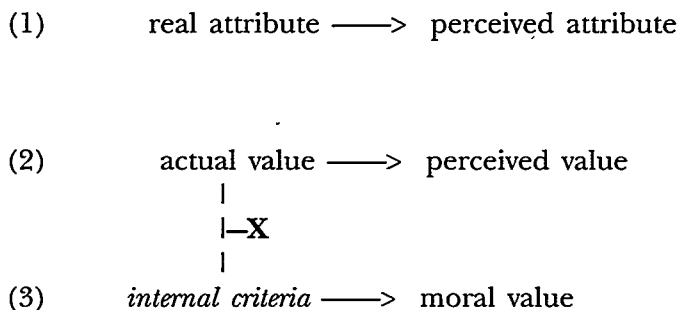 (1) real attribute ——> perceived attribute
(2) actual value ——> perceived value
|
|–X
|
(3) internal criteria ——> moral value